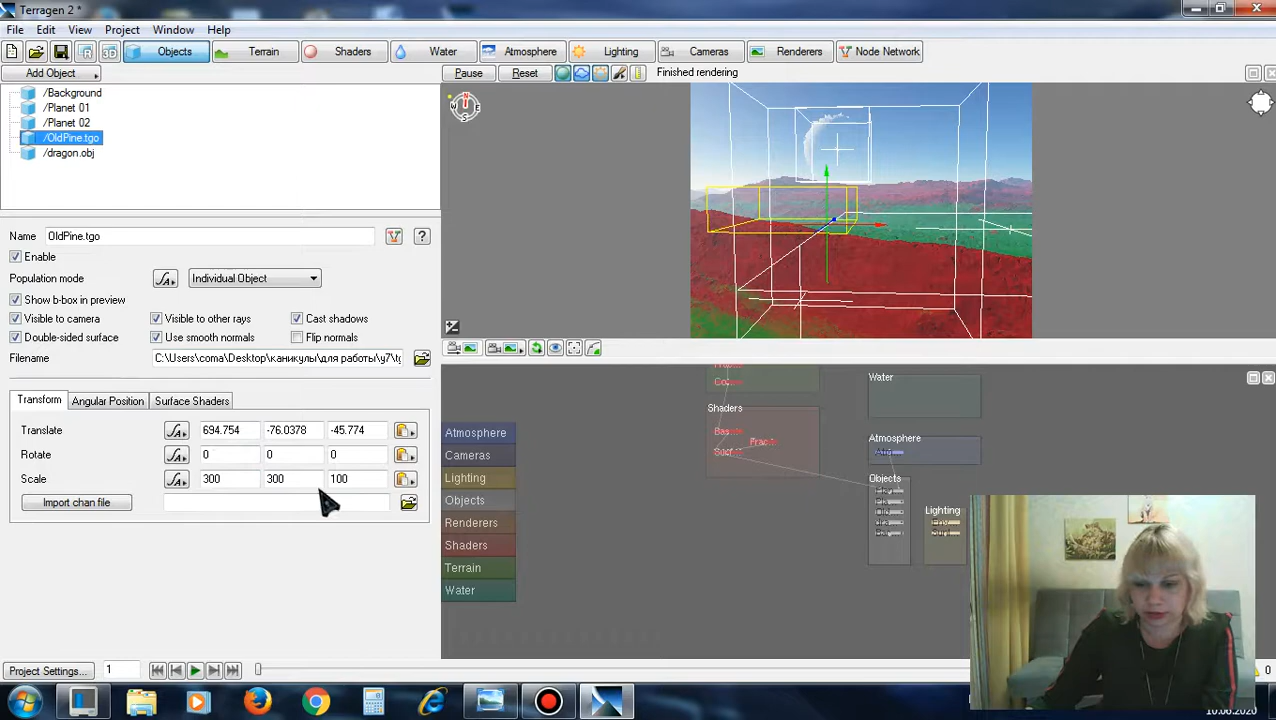 Terragen 2 *
File Edit Project Window Help
Objects Terrain Shaders Water Atmosphere Lighting Cameras Renderers Node Network
Add Object
Pause Reset Finished rendering
/Background
/Planet 01
/Planet 02
/OldPine.tgo
/dragon.obj
N
W E
S
Name OldPine.tgo ?
Enable
Population mode Individual Object
Show b-box in preview
Visible to camera Visible to other rays Cast shadows
Double-sided surface Use smooth normals Flip normals
Filename C:\Users\coma\Desktop\каникулы\для работы\y7\t
Transform Angular Position Surface Shaders
Translate 694.754 -76.0378 -45.774
Rotate 0 0 0
Scale 300 300 100
Import chan file
Atmosphere
Cameras
Lighting
Objects
Renderers
Shaders
Terrain
Water
Shaders
Water
Atmosphere
Objects
Lighting
Project Settings... 1
0
10.06.2020